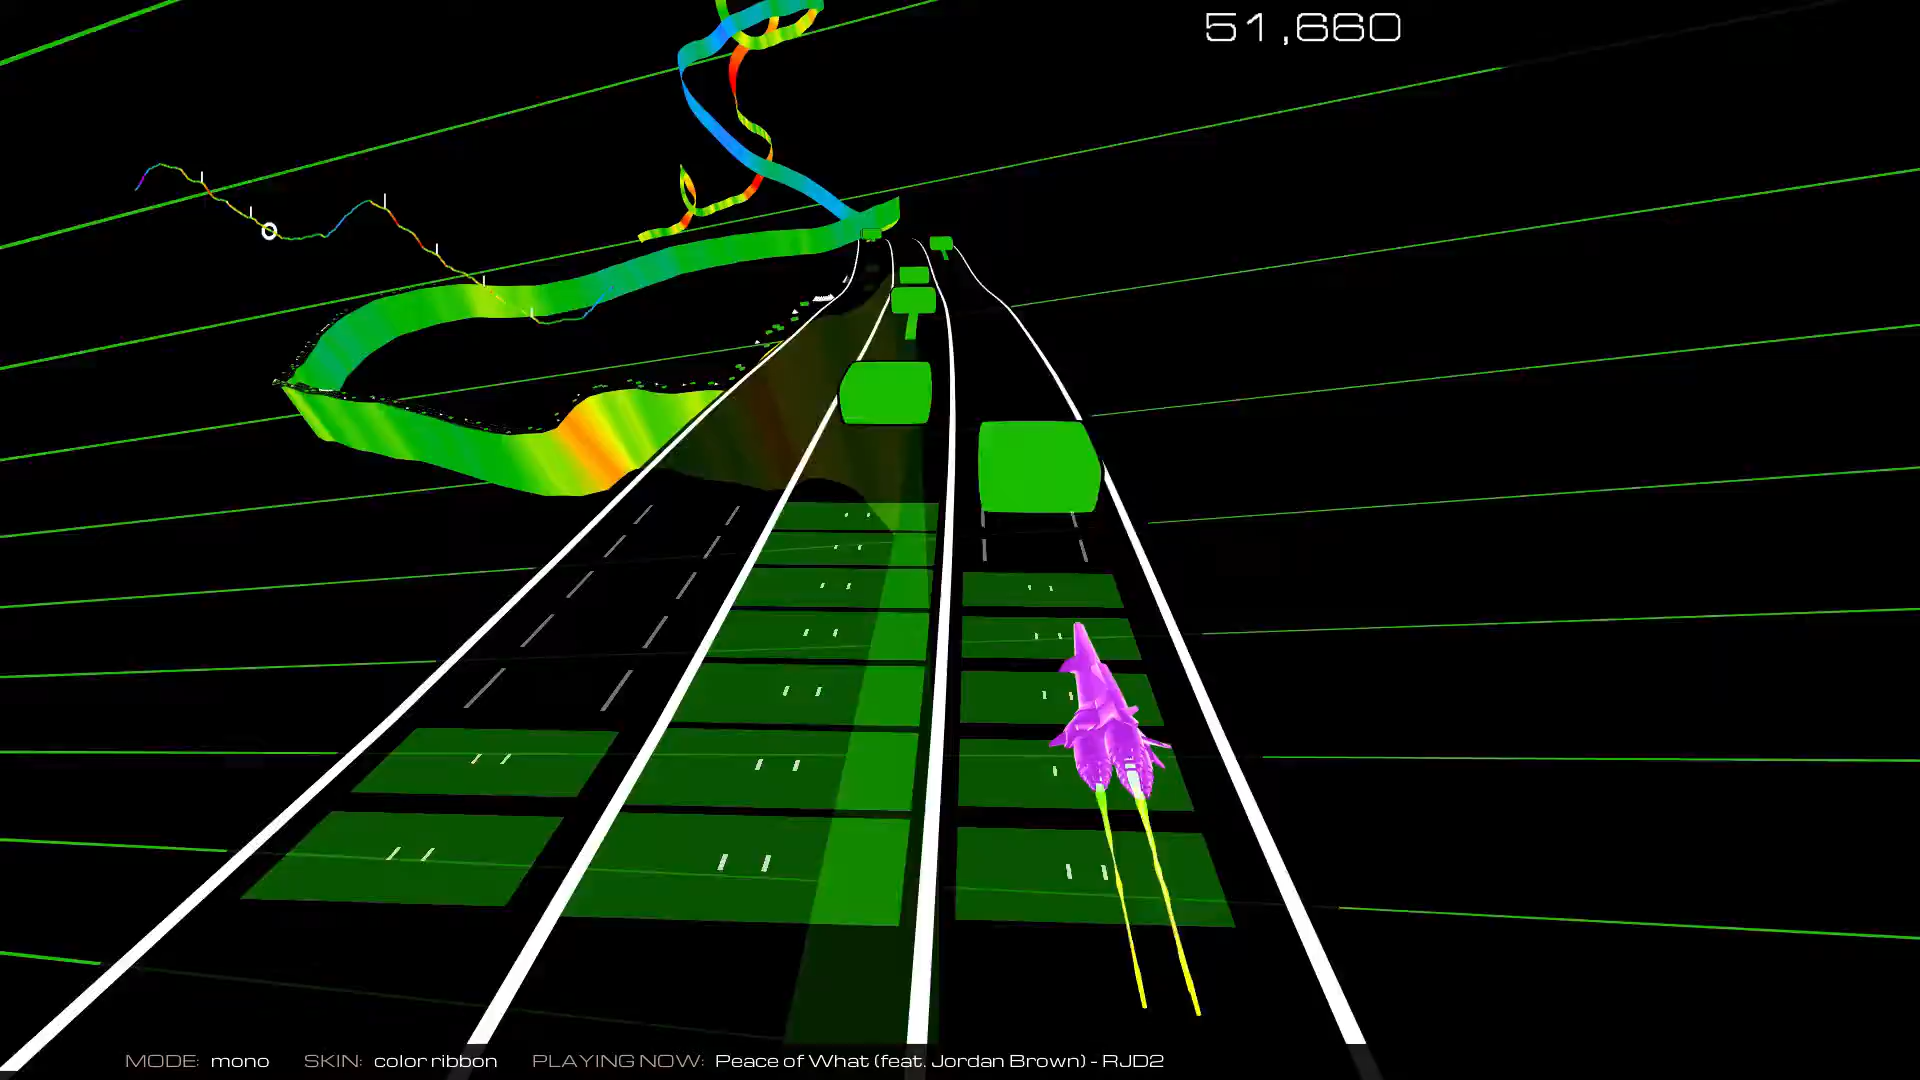 51,660
MODE: mono SKIN: color ribbon PLAYING NOW: Peace of What (feat. Jordan Brown) - RJD2